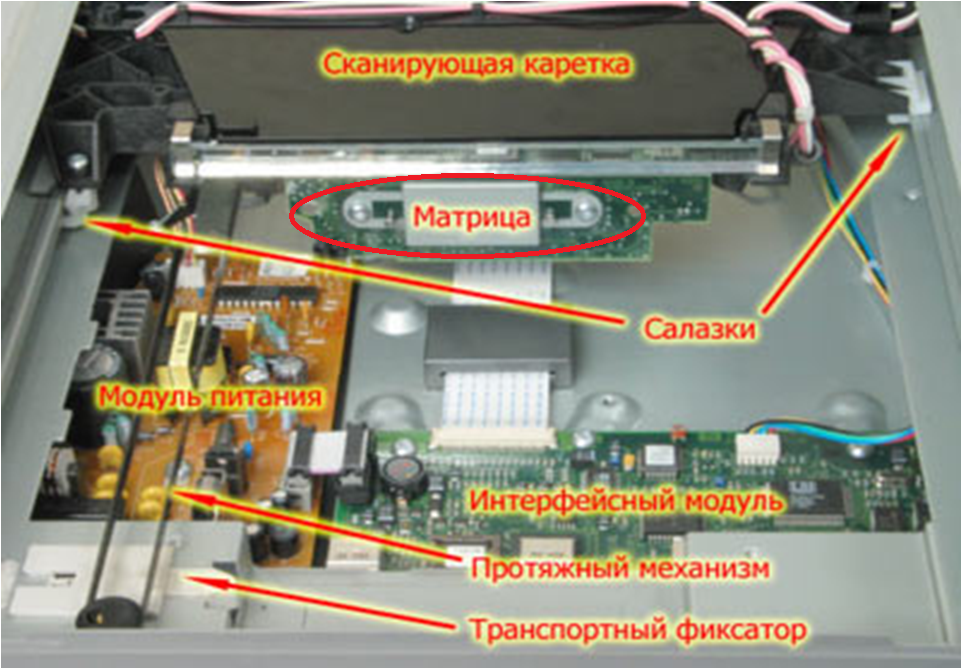 Сканирующая каретка
Матрица
Салазки
Модуль питания
Интерфейсный модуль
Протяжный механизм
Транспортный фиксатор